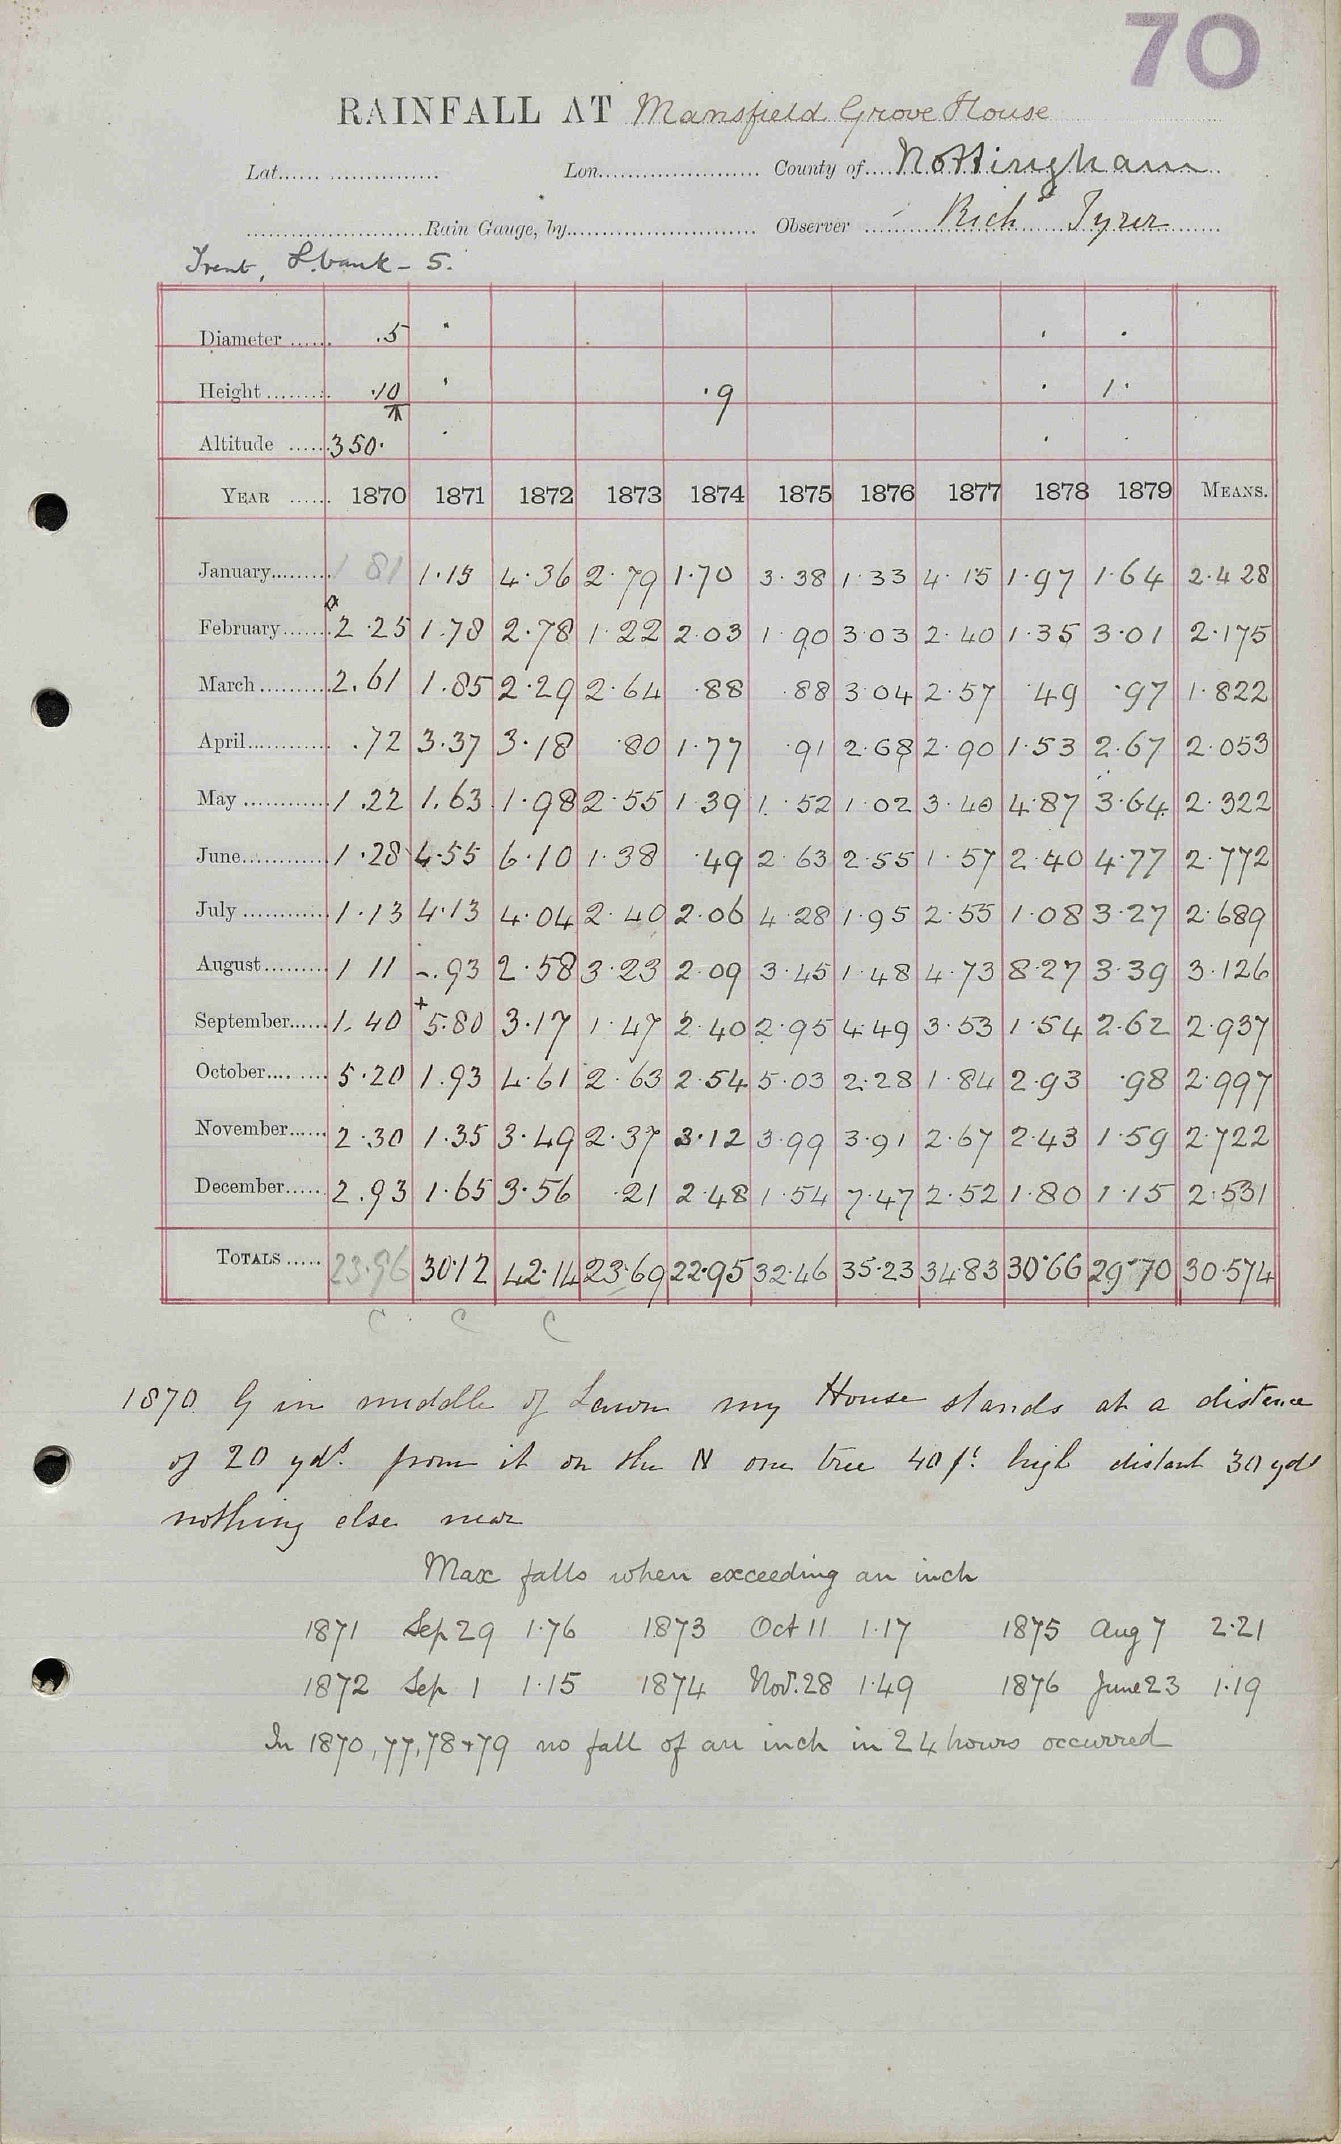 70
RAINFALL AT Mansfield Grove House
Lat. Lon. County of Nottingham
Rain Gauge, by Observer Richd Tyrer
Trent, L. bank - 5.
Diameter .5
Height .10 .9 1.
Altitude 350.
YEAR 1870 1871 1872 1873 1874 1875 1876 1877 1878 1879 MEANS.
January 1 81 1.15 4.36 2.79 1.70 3.38 1.33 4.15 1.97 1.64 2.428
February 2.25 1.78 2.78 1.22 2.03 1.90 3.03 2.40 1.35 3.01 2.175
March 2.61 1.85 2.29 2.64 .88 .88 3.04 2.57 .49 .97 1.822
April .72 3.37 3.18 .80 1.77 .91 2.68 2.90 1.53 2.67 2.053
May 1.22 1.63 1.98 2.55 1.39 1.52 1.02 3.40 4.87 3.64 2.322
June 1.28 4.55 6.10 1.38 .49 2.63 2.55 1.57 2.40 4.77 2.772
July 1.13 4.13 4.04 2.40 2.06 4.28 1.95 2.55 1.08 3.27 2.689
August 1 11 -.93 2.58 3.23 2.09 3.45 1.48 4.73 8.27 3.39 3.126
September 1.40 + 5.80 3.17 1.47 2.40 2.95 4.49 3.53 1.54 2.62 2.937
October 5.20 1.93 4.61 2.63 2.54 5.03 2.28 1.84 2.93 .98 2.997
November 2.30 1.35 3.49 2.37 3.12 3.99 3.91 2.67 2.43 1.59 2.722
December 2.93 1.65 3.56 .21 2.48 1.54 7.47 2.52 1.80 1.15 2.531
TOTALS 23.96 30.12 42.14 23.69 22.95 32.46 35.23 34.83 30.66 29.70 30.574
C C C
1870 G in middle of Lawn my House stands at a distance
of 20 yds. from it on the N one tree 40 ft. high distant 30 yds
nothing else near
Max falls when exceeding an inch
1871 Sep 29 1.76 1873 Oct 11 1.17 1875 Aug 7 2.21
1872 Sep 1 1.15 1874 Nov. 28 1.49 1876 June 23 1.19
In 1870, 77, 78 + 79 no fall of an inch in 24 hours occurred